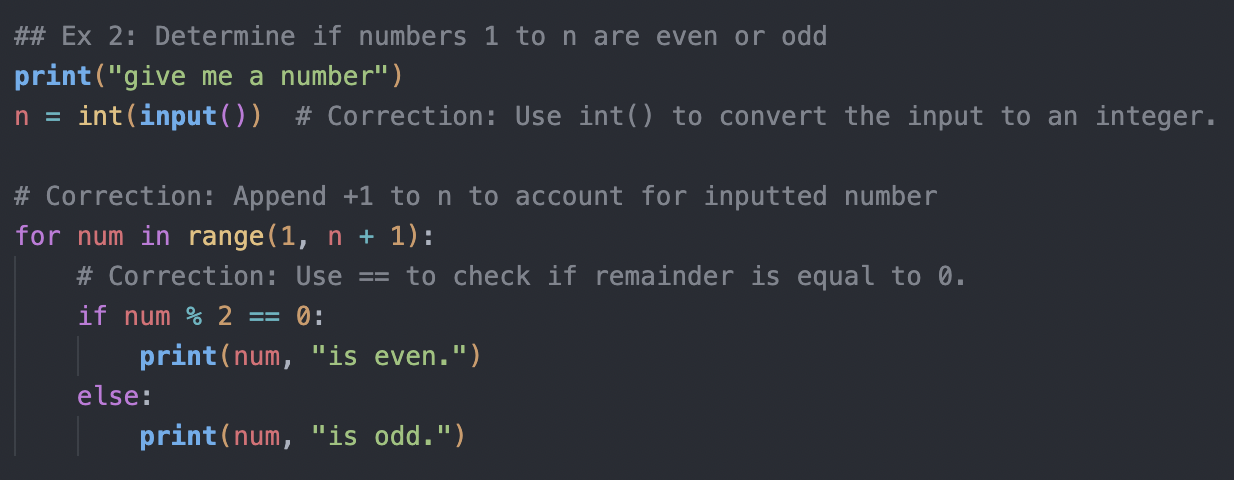 ## Ex 2: Determine if numbers 1 to n are even or odd
print("give me a number")
n = int(input())  # Correction: Use int() to convert the input to an integer.

# Correction: Append +1 to n to account for inputted number
for num in range(1, n + 1):
    # Correction: Use == to check if remainder is equal to 0.
    if num % 2 == 0:
        print(num, "is even.")
    else:
        print(num, "is odd.")